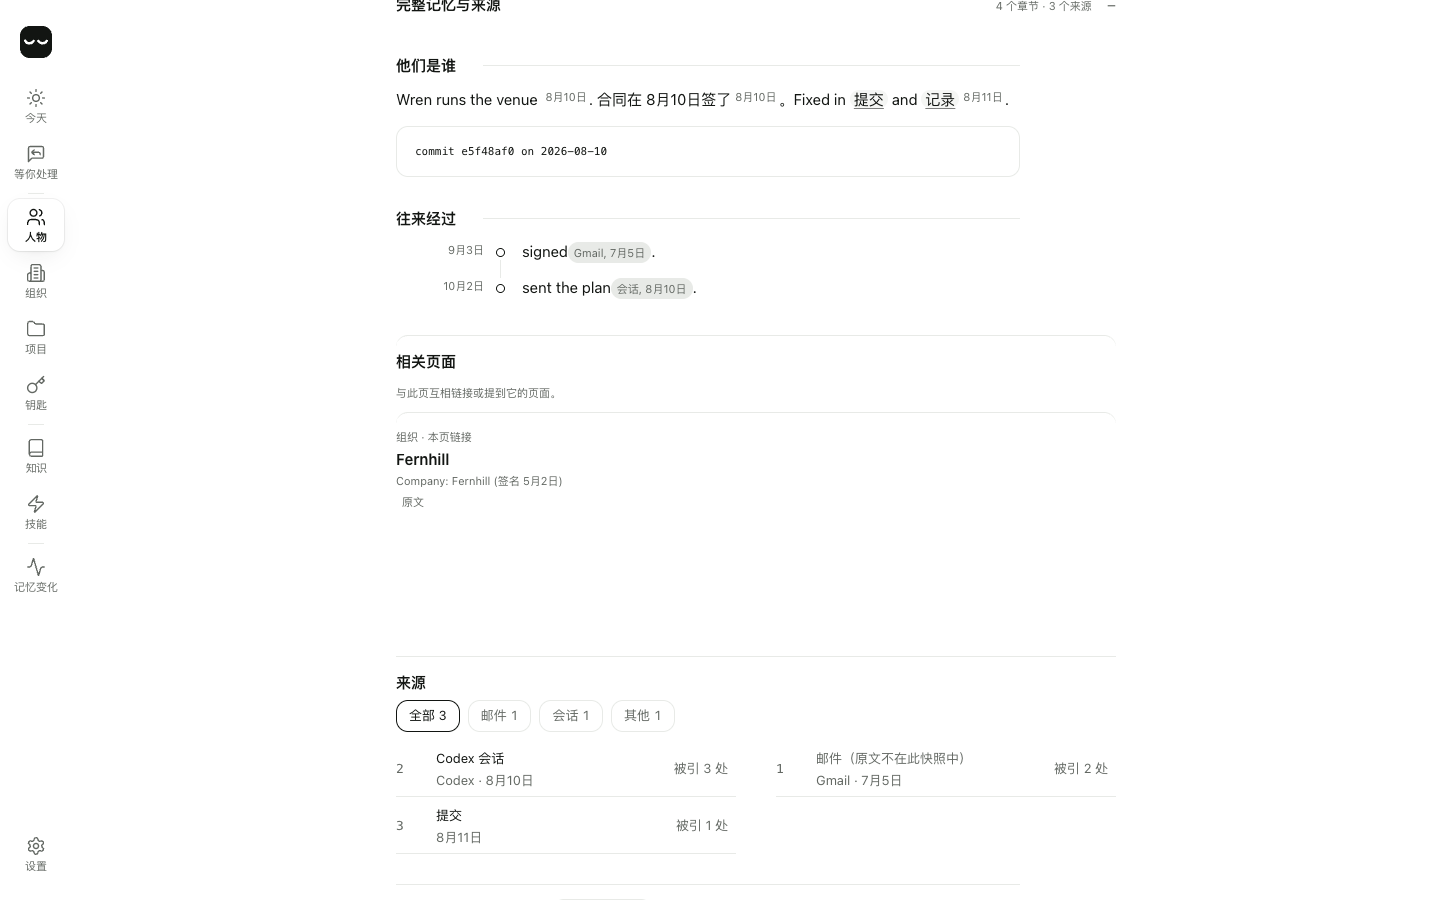 完整记忆与来源
4 个章节 · 3 个来源 −
今天
等你处理
人物
组织
项目
钥匙
知识
技能
记忆变化
设置
他们是谁
Wren runs the venue 8月10日 . 合同在 8月10日签了 8月10日 。Fixed in 提交 and 记录 8月11日 .
commit e5f48af0 on 2026-08-10
往来经过
9月3日 signed Gmail, 7月5日 .
10月2日 sent the plan 会话, 8月10日 .
相关页面
与此页互相链接或提到它的页面。
组织 · 本页链接
Fernhill
Company: Fernhill (签名 5月2日)
原文
来源
全部 3 邮件 1 会话 1 其他 1
2 Codex 会话 被引 3 处
Codex · 8月10日
1 邮件（原文不在此快照中） 被引 2 处
Gmail · 7月5日
3 提交 被引 1 处
8月11日